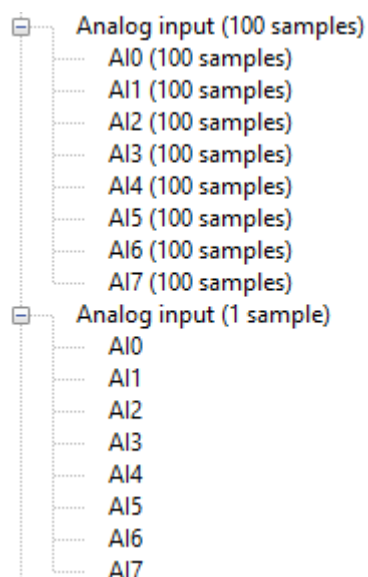 Analog input (100 samples)
AI0 (100 samples)
AI1 (100 samples)
AI2 (100 samples)
AI3 (100 samples)
AI4 (100 samples)
AI5 (100 samples)
AI6 (100 samples)
AI7 (100 samples)
Analog input (1 sample)
AI0
AI1
AI2
AI3
AI4
AI5
AI6
AI7